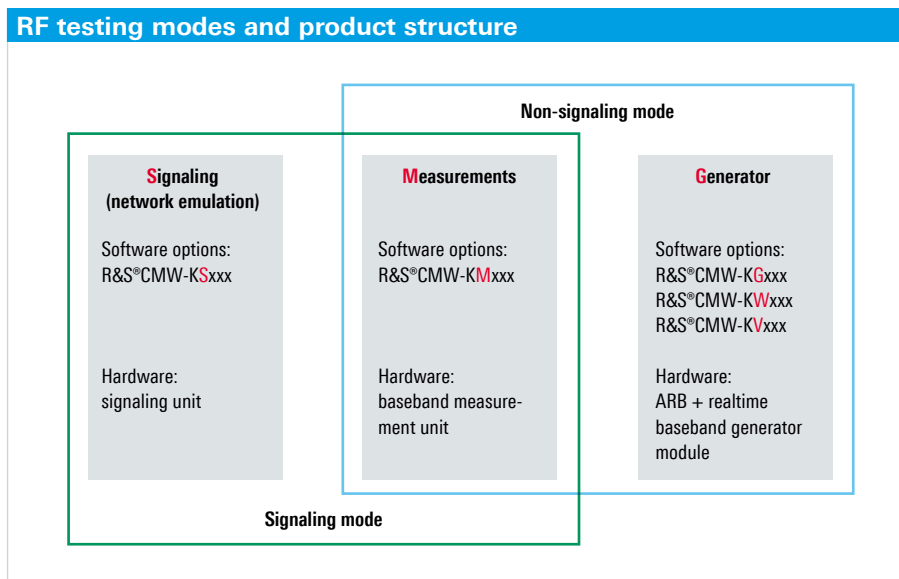 RF testing modes and product structure
Non-signaling mode
Signaling
(network emulation)
Software options:
R&S®CMW-KSxxx
Hardware:
signaling unit
Measurements
Software options:
R&S®CMW-KMxxx
Hardware:
baseband measure-
ment unit
Generator
Software options:
R&S®CMW-KGxxx
R&S®CMW-KWxxx
R&S®CMW-KVxxx
Hardware:
ARB + realtime
baseband generator
module
Signaling mode